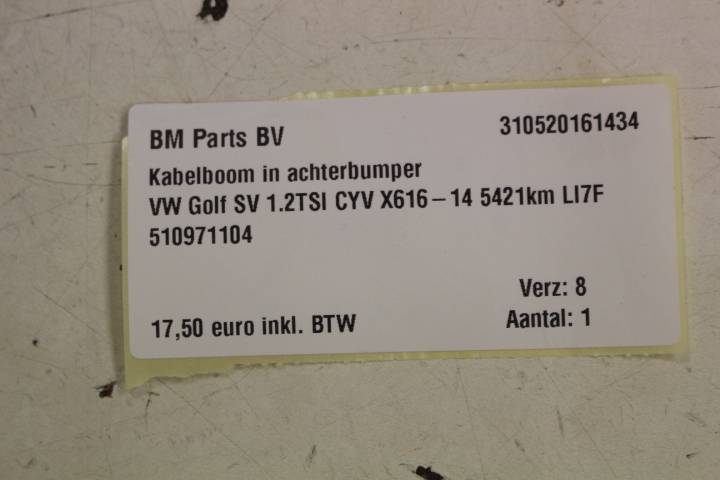 BM Parts BV 310520161434
Kabelboom in achterbumper
VW Golf SV 1.2TSI CYV X616-14 5421km LI7F
510971104
Verz: 8
17,50 euro inkl. BTW Aantal: 1